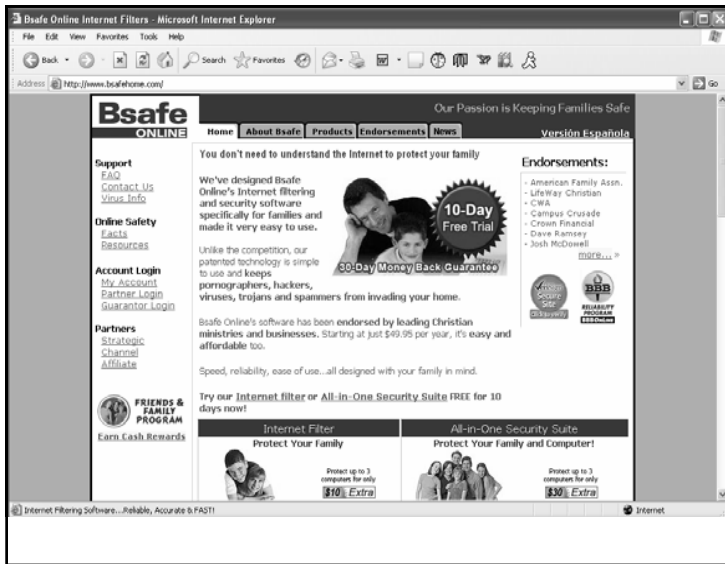 Bsafe Online Internet Filters - Microsoft Internet Explorer
File Edit View Favorites Tools Help
Back Search Favorites
Address http://www.bsafehome.com/ Go
Bsafe
ONLINE
Our Passion is Keeping Families Safe
Home About Bsafe Products Endorsements News
Versión Española
Support
FAQ
Contact Us
Virus Info
Online Safety
Facts
Resources
Account Login
My Account
Partner Login
Guarantor Login
Partners
Strategic
Channel
Affiliate
FRIENDS &
FAMILY
PROGRAM
Earn Cash Rewards
You don't need to understand the Internet to protect your family
We've designed Bsafe
Online's Internet filtering
and security software
specifically for families and
made it very easy to use.
Unlike the competition, our
patented technology is simple
to use and keeps
pornographers, hackers,
viruses, trojans and spammers from invading your home.
10-Day
Free Trial
30-Day Money Back Guarantee
Bsafe Online's software has been endorsed by leading Christian
ministries and businesses. Starting at just $49.95 per year, it's easy and
affordable too.
Speed, reliability, ease of use...all designed with your family in mind.
Try our Internet filter or All-in-One Security Suite FREE for 10
days now!
Endorsements:
- American Family Assn.
- LifeWay Christian
- CWA
- Campus Crusade
- Crown Financial
- Dave Ramsey
- Josh McDowell
more... »
Secure
Site
BBB
RELIABILITY
PROGRAM
BBBOnLine
Internet Filter
Protect Your Family
Protect up to 3
computers for only
$10 Extra
All-in-One Security Suite
Protect Your Family and Computer!
Protect up to 3
computers for only
$30 Extra
Internet Filtering Software...Reliable, Accurate & FAST!
Internet